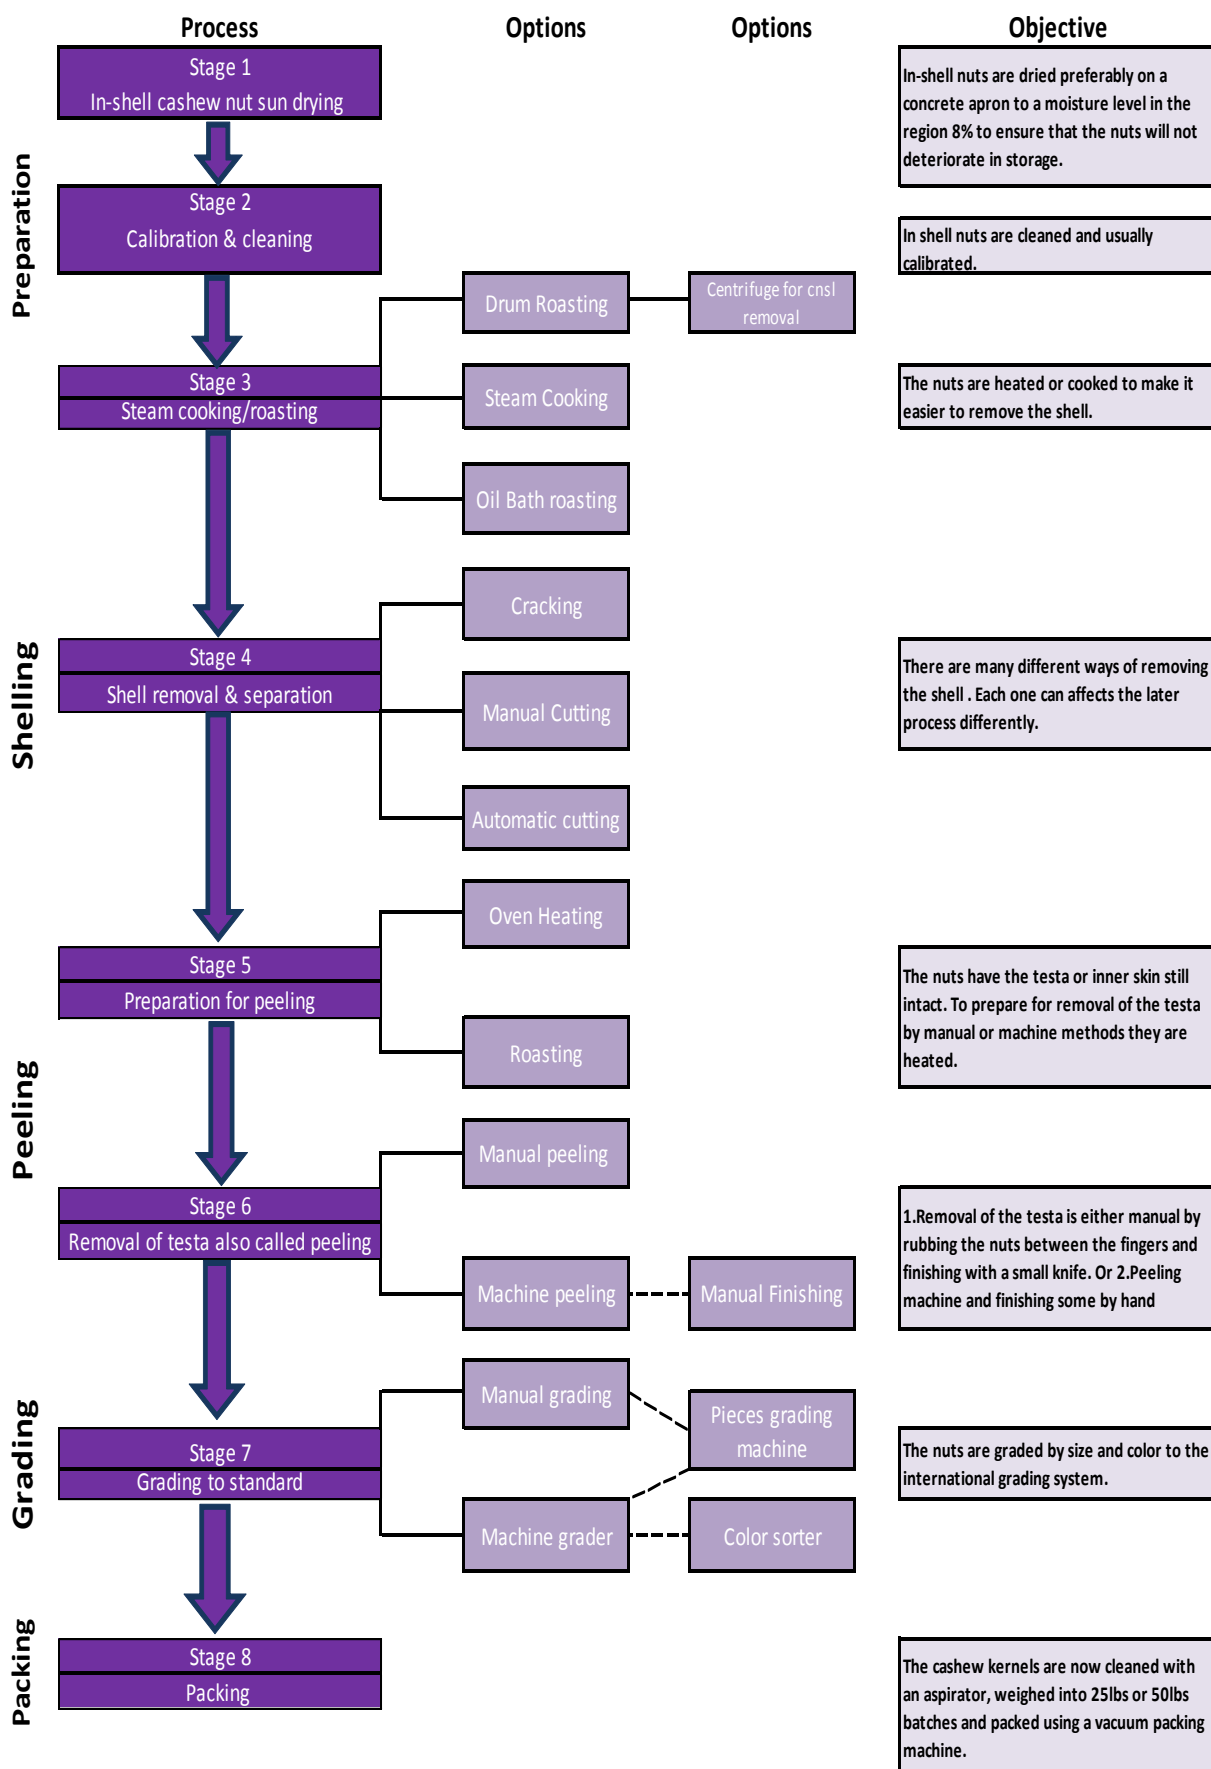 Process
Options
Options
Objective
Preparation
Stage 1
In-shell cashew nut sun drying
In-shell nuts are dried preferably on a
concrete apron to a moisture level in the
region 8% to ensure that the nuts will not
deteriorate in storage.
Stage 2
Calibration & cleaning
In shell nuts are cleaned and usually
calibrated.
Drum Roasting
Centrifuge for cnsl
removal
Stage 3
Steam cooking/roasting
Steam Cooking
The nuts are heated or cooked to make it
easier to remove the shell.
Oil Bath roasting
Shelling
Cracking
Stage 4
Shell removal & separation
Manual Cutting
There are many different ways of removing
the shell . Each one can affects the later
process differently.
Automatic cutting
Peeling
Oven Heating
Stage 5
Preparation for peeling
The nuts have the testa or inner skin still
intact. To prepare for removal of the testa
by manual or machine methods they are
heated.
Roasting
Manual peeling
Stage 6
Removal of testa also called peeling
1.Removal of the testa is either manual by
rubbing the nuts between the fingers and
finishing with a small knife. Or 2.Peeling
machine and finishing some by hand
Machine peeling
Manual Finishing
Grading
Manual grading
Pieces grading
machine
Stage 7
Grading to standard
The nuts are graded by size and color to the
international grading system.
Machine grader
Color sorter
Packing
Stage 8
Packing
The cashew kernels are now cleaned with
an aspirator, weighed into 25lbs or 50lbs
batches and packed using a vacuum packing
machine.